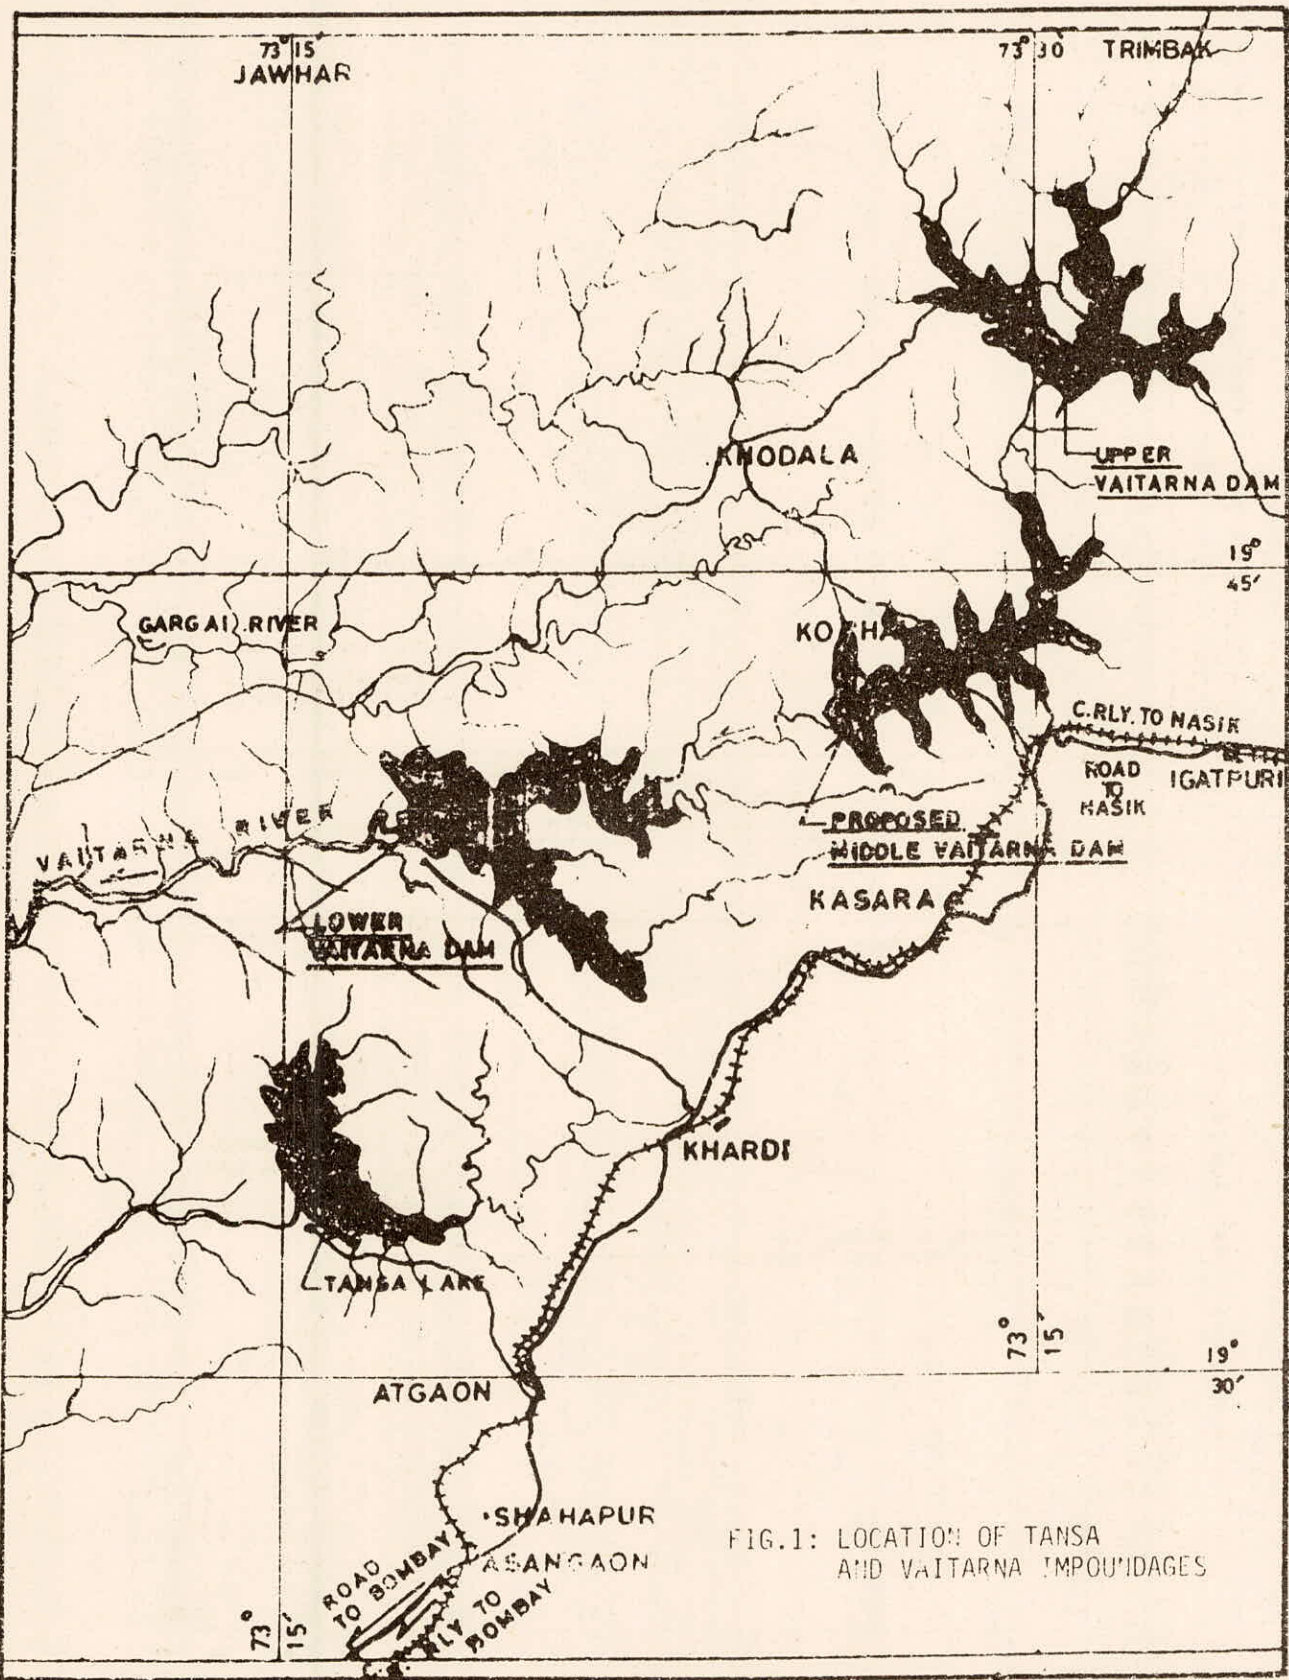 73°15'
JAWHAR
73°30'
TRIMBAK
KHODALA
UPPER
VAITARNA DAM
19°
45'
GARGAI RIVER
C.RLY. TO NASIK
ROAD
TO
NASIK
IGATPURI
VAITARNA RIVER
PROPOSED
MIDDLE VAITARNA DAM
KASARA
LOWER
VAITARNA DAM
KHARDI
TANSA LAKE
73°
15'
19°
30'
ATGAON
SHAHAPUR
ASANGAON
ROAD
TO BOMBAY
RLY TO
BOMBAY
73°
15'
FIG.1: LOCATION OF TANSA
AND VAITARNA IMPOUNDAGES